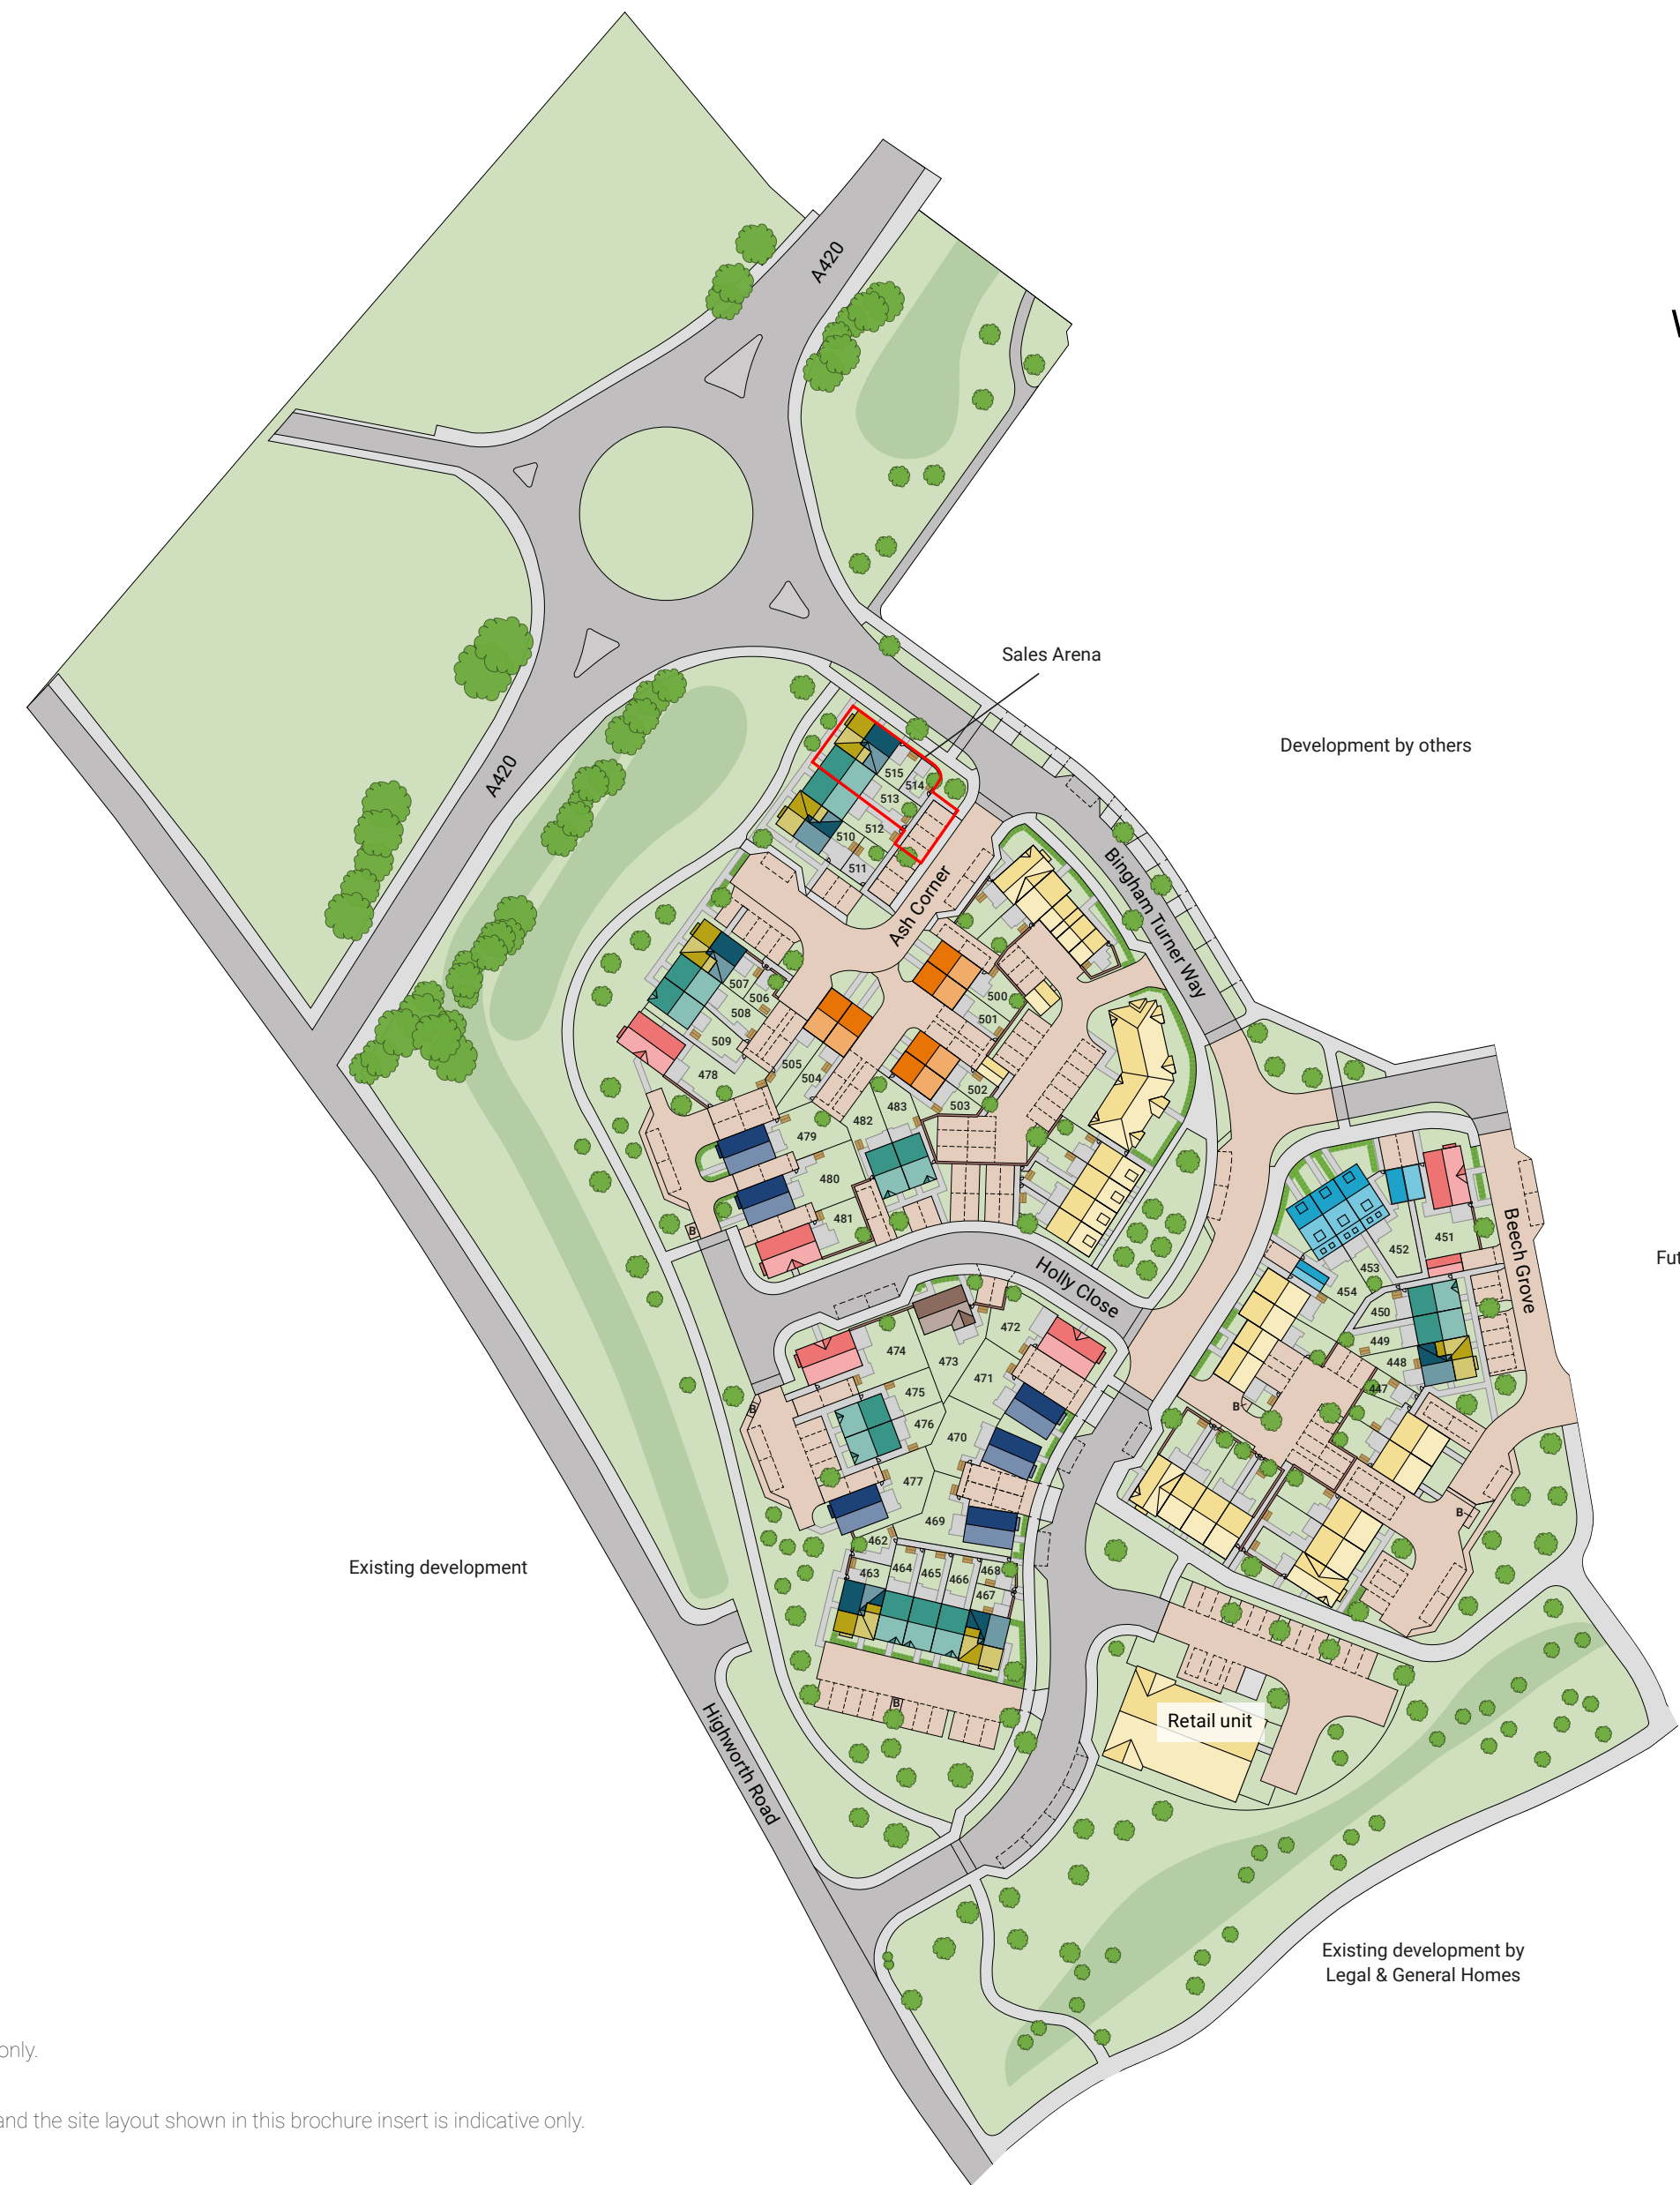 A420
W
Sales Arena
Development by others
A420
515
514
513
512
510
511
Ash Corner
Bingham Turner Way
507
506
508
509
478
505
504
500
501
502
503
483
482
479
480
481
B
Holly Close
Beech Grove
451
452
453
454
450
449
448
447
B
B
Fut
472
473
474
471
475
476
470
477
469
B
462
463
464
465
466
468
467
B
Existing development
Retail unit
Highworth Road
Existing development by
Legal & General Homes
only.
and the site layout shown in this brochure insert is indicative only.